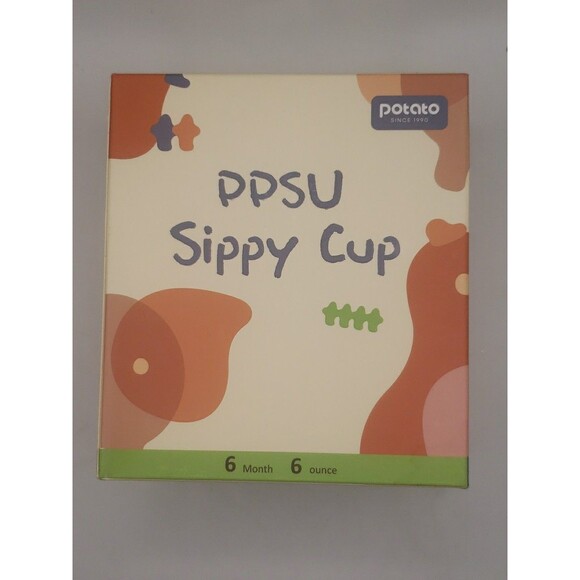 potato
SINCE 1990
PPSU
Sippy Cup
6 Month 6 ounce